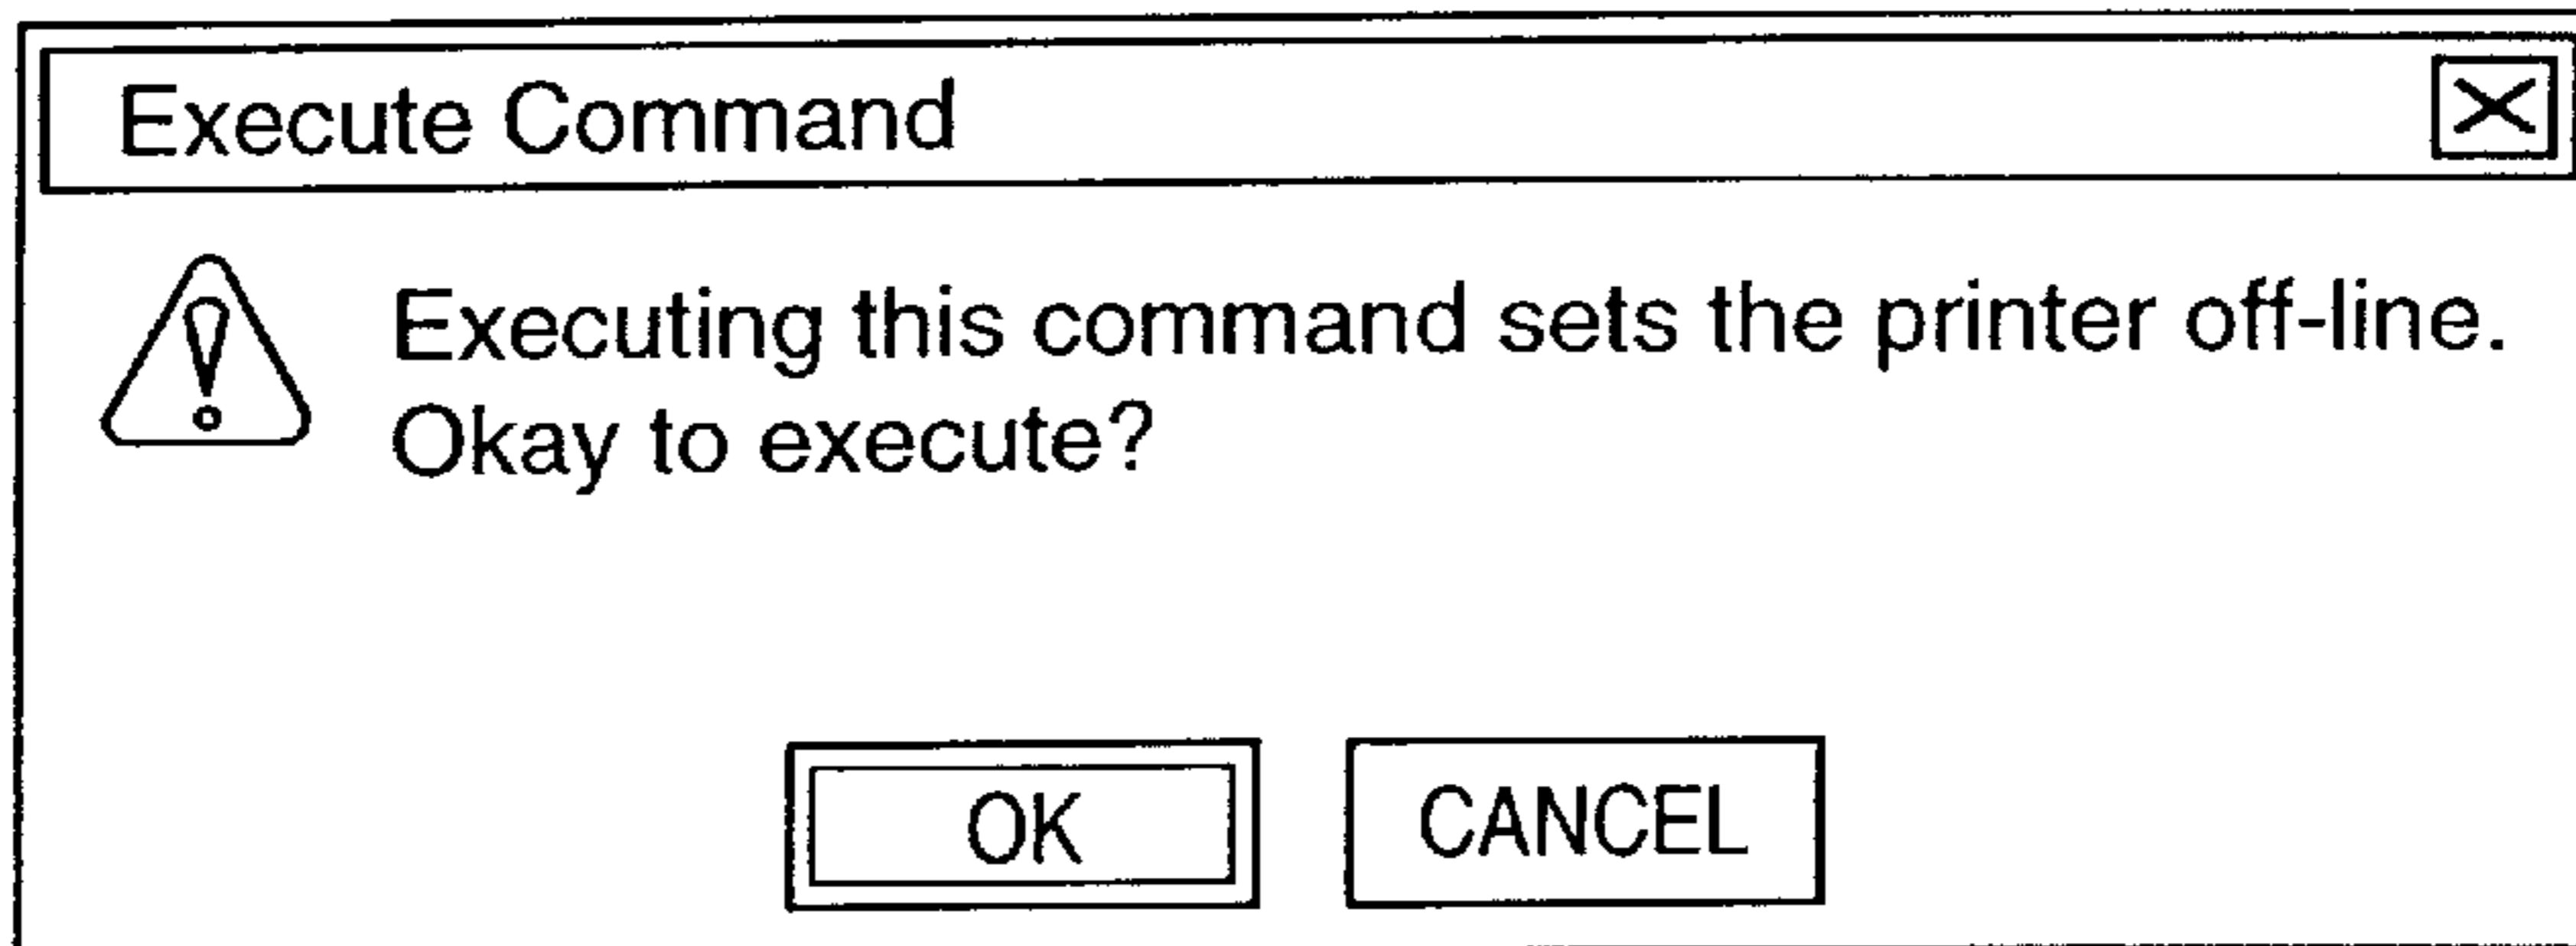 Execute Command
Executing this command sets the printer off-line.
Okay to execute?
OK
CANCEL